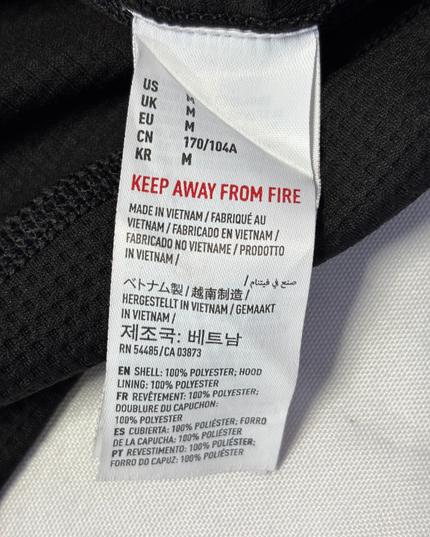 US M
UK M
EU M
CN 170/104A
KR M
KEEP AWAY FROM FIRE
MADE IN VIETNAM / FABRIQUÉ AU
VIETNAM / FABRICADO EN VIETNAM /
FABRICADO NO VIETNAME / PRODOTTO
IN VIETNAM /
صنع في فيتنام /
ベトナム製 / 越南制造 /
HERGESTELLT IN VIETNAM / GEMAAKT
IN VIETNAM /
제조국: 베트남
RN 54485/CA 03873
EN SHELL: 100% POLYESTER; HOOD
LINING: 100% POLYESTER
FR REVÊTEMENT: 100% POLYESTER;
DOUBLURE DU CAPUCHON:
100% POLYESTER
ES CUBIERTA: 100% POLIÉSTER; FORRO
DE LA CAPUCHA: 100% POLIÉSTER
PT REVESTIMENTO: 100% POLIÉSTER;
FORRO DO CAPUZ: 100% POLIÉSTER